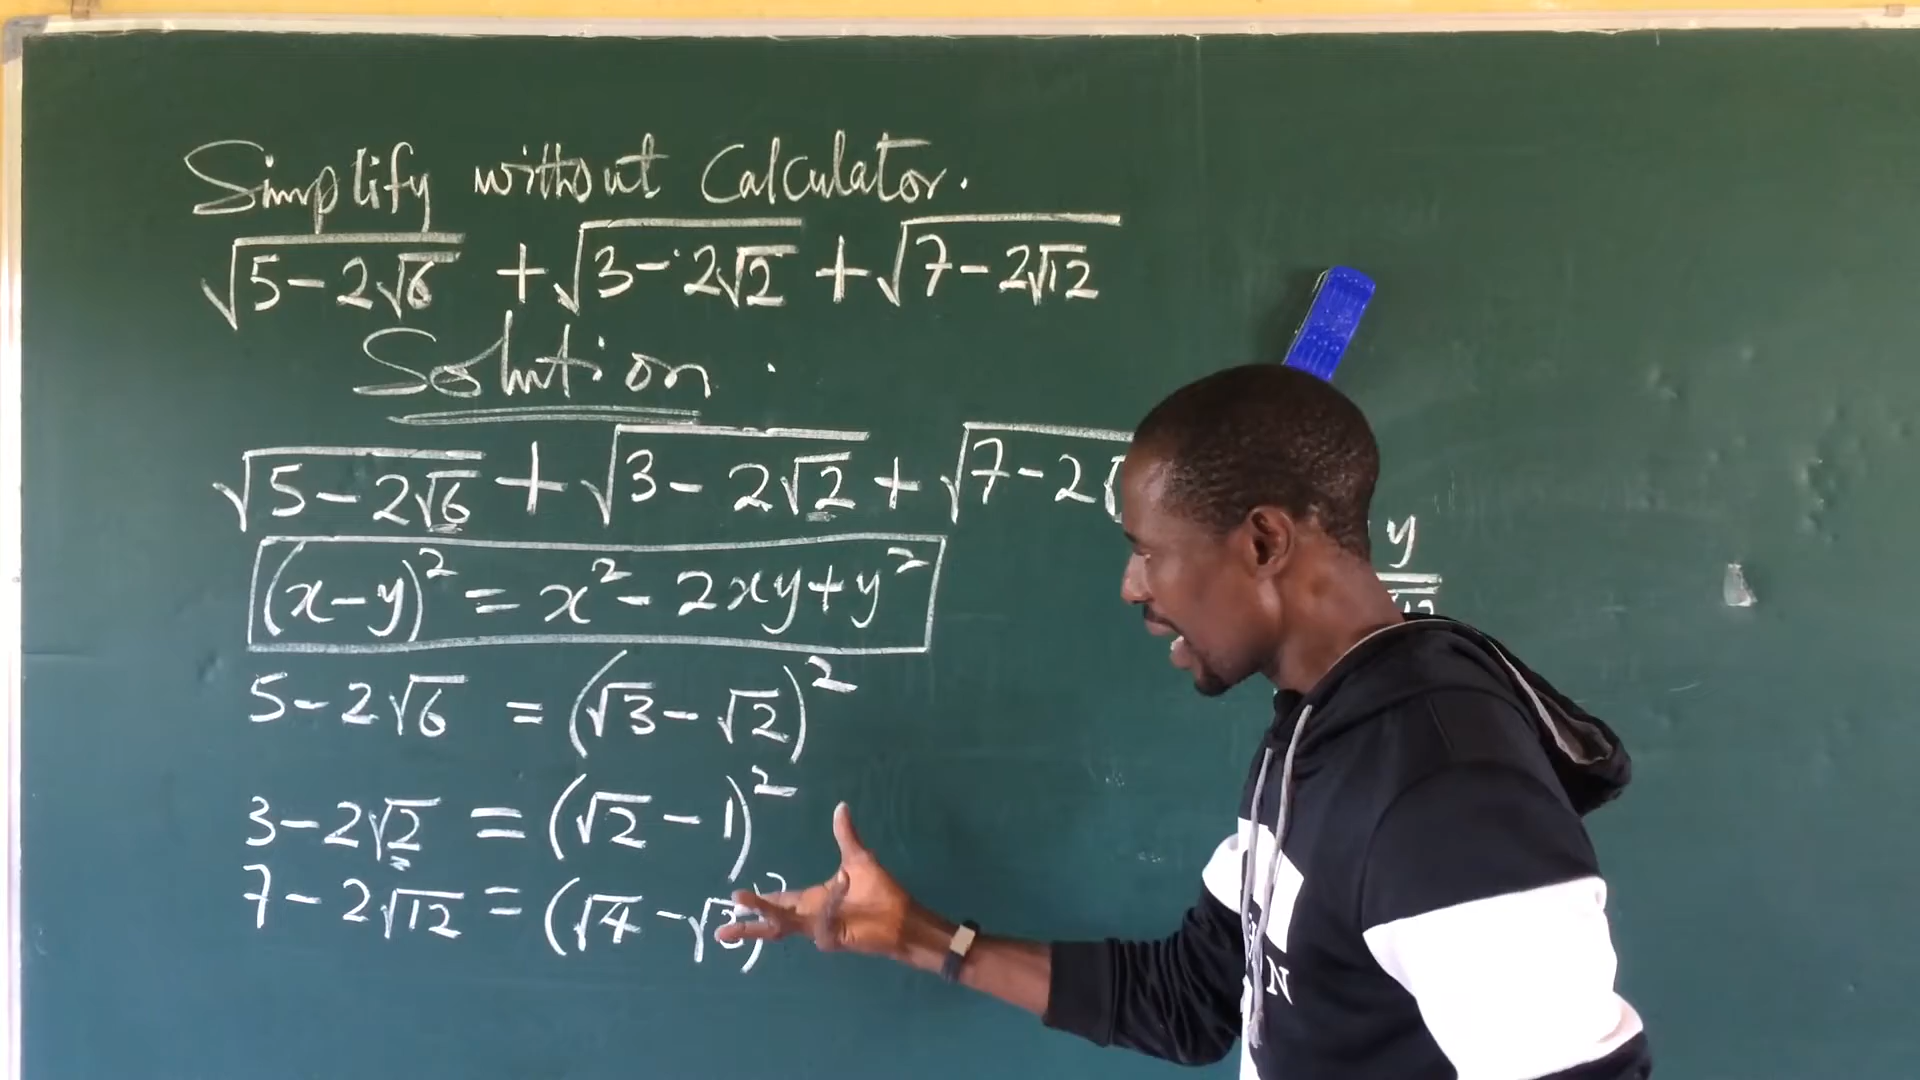 Simplify without Calculator.
√(5-2√6) + √(3-2√2) + √(7-2√12)
Solution.
√(5-2√6) + √(3-2√2) + √(7-2√
(x-y)² = x² - 2xy + y²
y
5-2√6 = (√3-√2)²
3-2√2 = (√2-1)²
7-2√12 = (√4-√
N